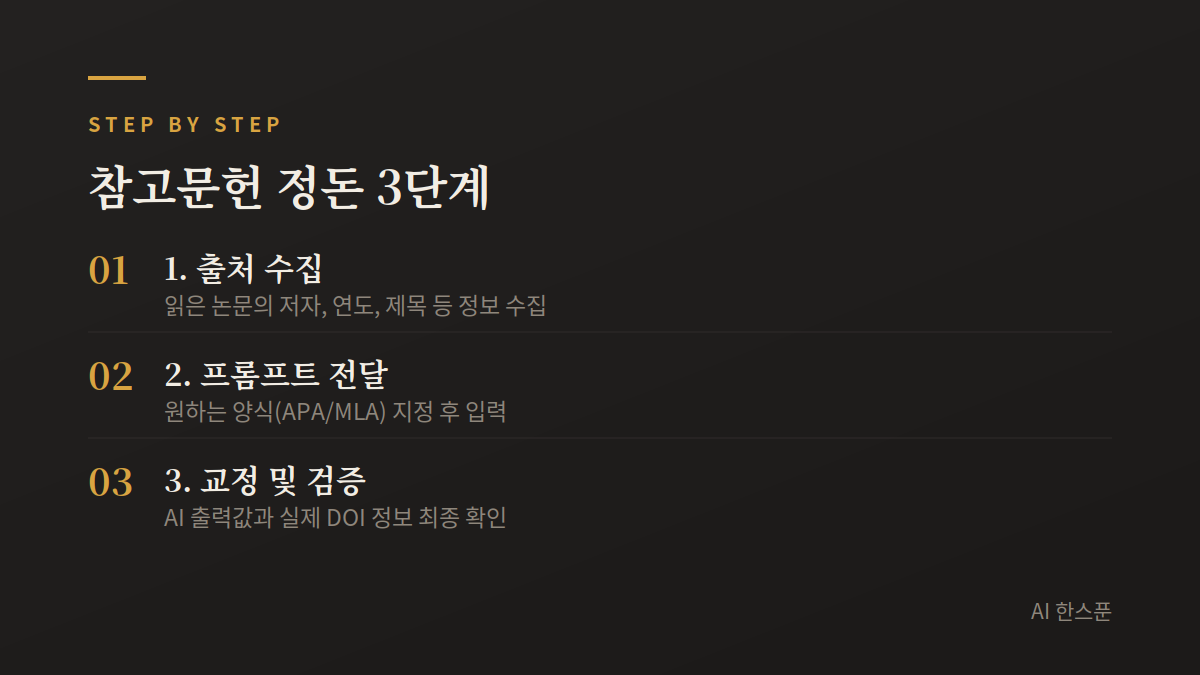 STEP BY STEP
참고문헌 정돈 3단계
01
1. 출처 수집
읽은 논문의 저자, 연도, 제목 등 정보 수집
02
2. 프롬프트 전달
원하는 양식(APA/MLA) 지정 후 입력
03
3. 교정 및 검증
AI 출력값과 실제 DOI 정보 최종 확인
AI 한스푼